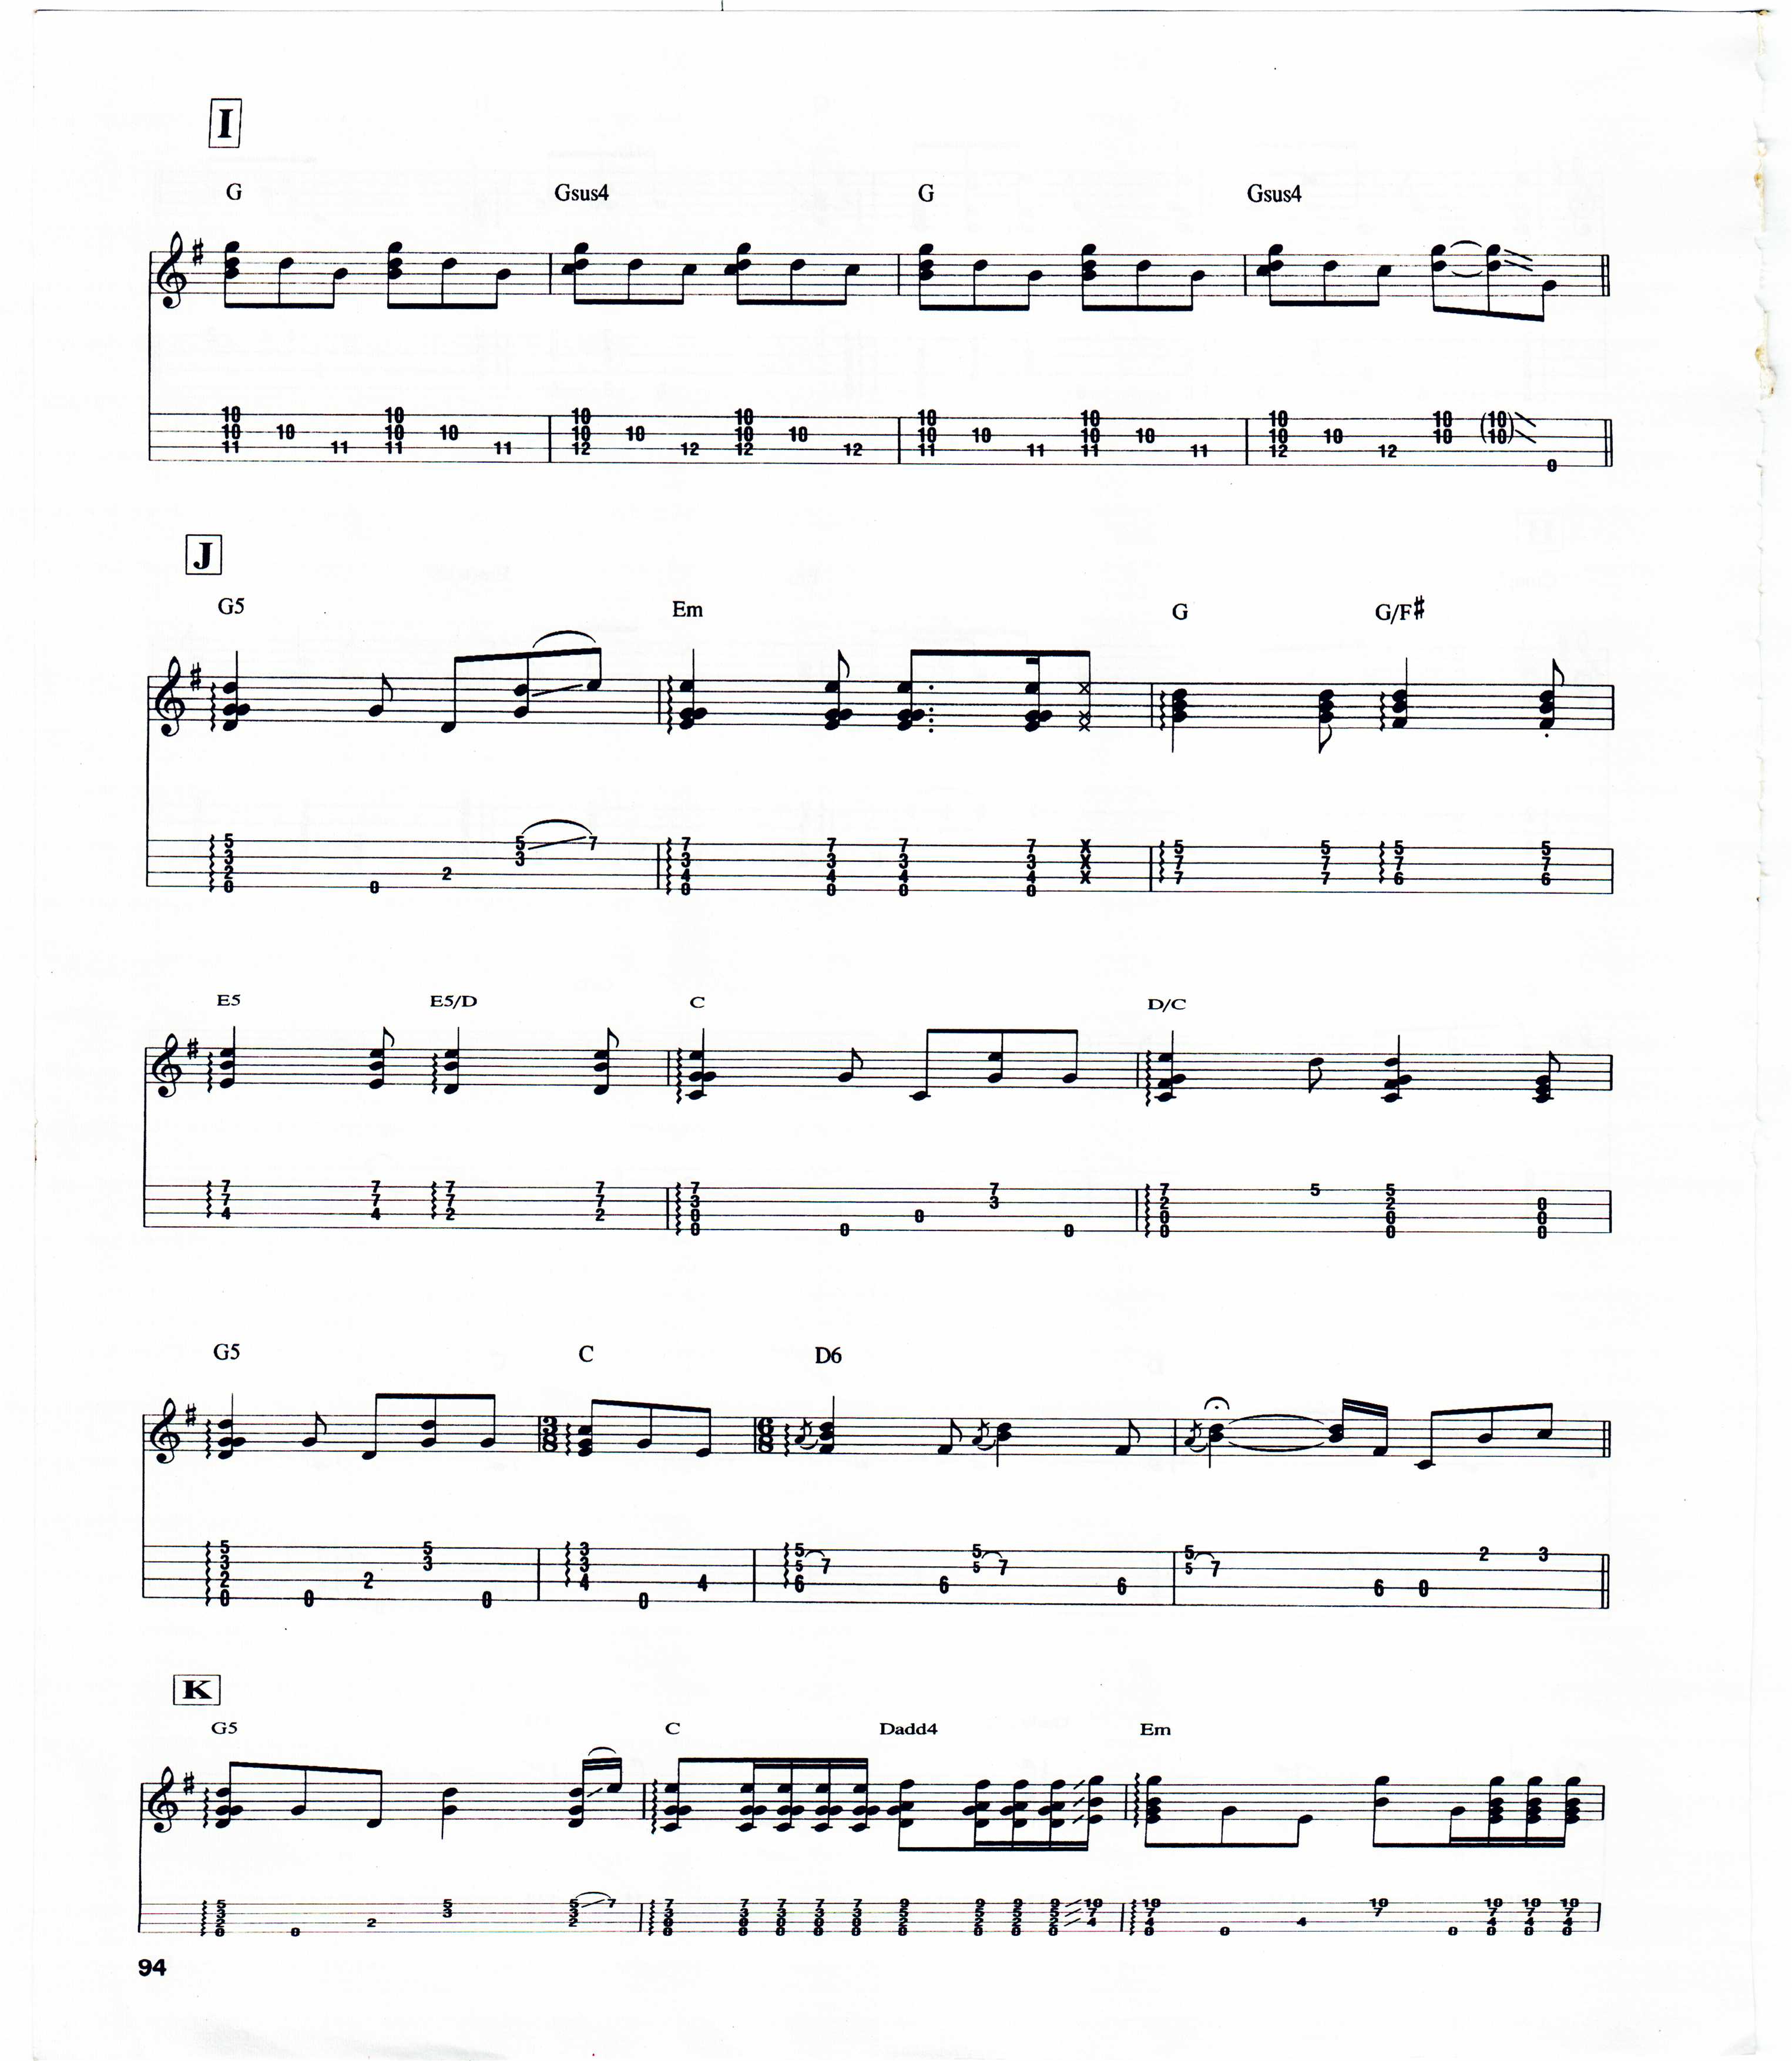 I
G Gsus4 G Gsus4
10 10 10 10 10 10 10 10 10 (10)
10 10 10 10 10 10 10 10 10 10 10 10 10 10 10 (10)
11 11 11 11 12 12 12 12 11 11 11 11 12 12
0
J
G5 Em G G/F♯
5 5 7 7 7 7 7 X 5 5 5 5
3 3 3 3 3 3 X 7 7 7 7
2 2 4 4 4 4 X 7 7 6 6
0 0 0 0 0 0
E5 E5/D C D/C
7 7 7 7 7 7 7 5 5
7 7 7 7 3 3 2 2 0
4 4 2 2 0 0 0 0 0
0 0 0 0 0 0
G5 C D6
3 8 6 8
5 5 3 5 5 5 2 3
3 3 3 5 7 5 7 5 7
2 2 4 4 6 6 6 6 0
0 0 0 0
K
G5 C Dadd4 Em
5 5 5 7 7 7 7 7 7 9 9 9 9 10 10 10 10 10 10
3 3 3 3 3 3 3 3 5 5 5 5 7 7 7 7 7 7
2 2 2 0 0 0 0 0 2 2 2 2 4 4 4 4 4 4
0 0 0 0 0 0 0 0 0 0 0 0 0 0 0 0 0
94